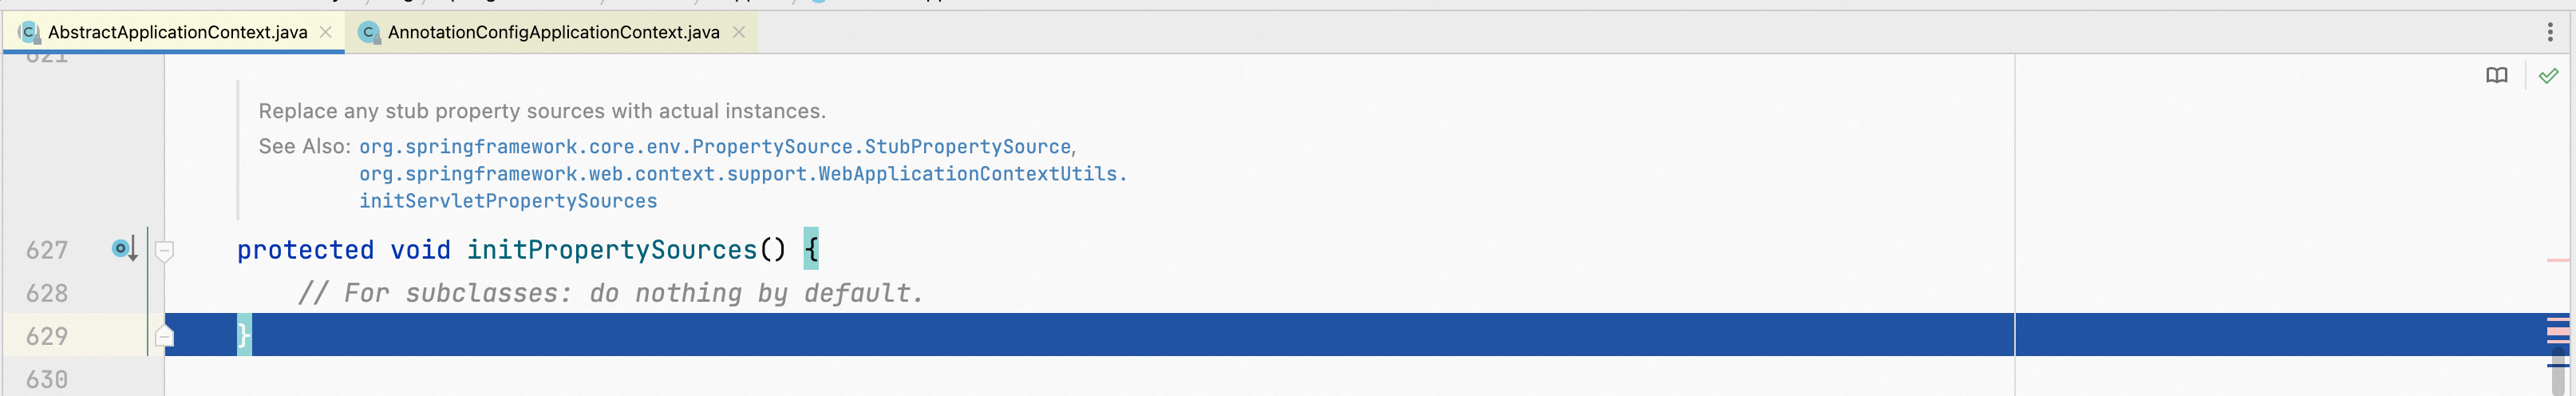 AbstractApplicationContext.java
AnnotationConfigApplicationContext.java
621
Replace any stub property sources with actual instances.
See Also: org.springframework.core.env.PropertySource.StubPropertySource,
org.springframework.web.context.support.WebApplicationContextUtils.
initServletPropertySources
627 protected void initPropertySources() {
628 // For subclasses: do nothing by default.
629 }
630